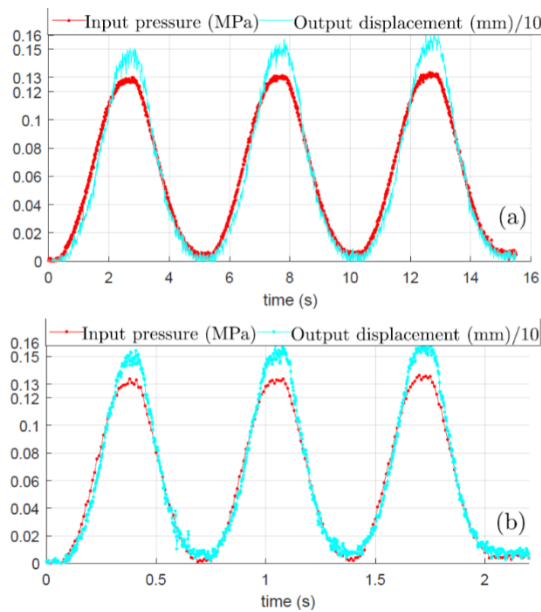 Input pressure (MPa) Output displacement (mm)/10
0.16
0.15
0.13
0.12
0.1
0.08
0.06
0.04
0.02
0
(a)
0 2 4 6 8 10 12 14 16
time (s)
Input pressure (MPa) Output displacement (mm)/10
0.16
0.15
0.13
0.12
0.1
0.08
0.06
0.04
0.02
0
(b)
0 0.5 1 1.5 2
time (s)